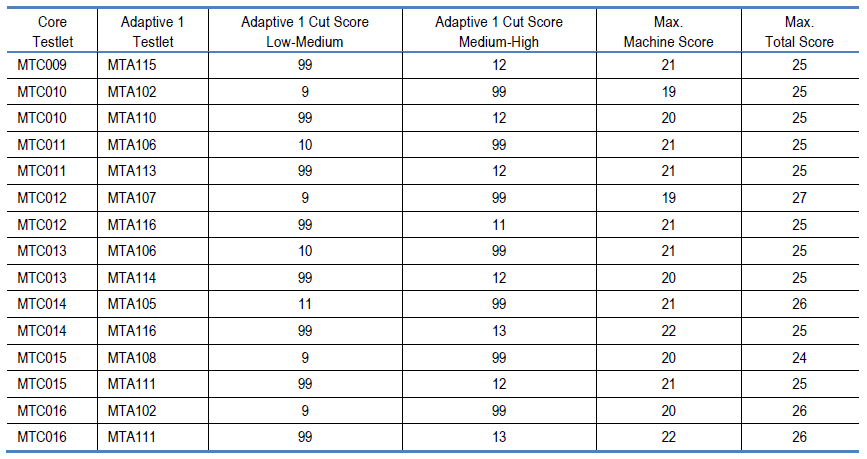 Core Adaptive 1 Adaptive 1 Cut Score Adaptive 1 Cut Score Max. Max.
Testlet Testlet Low-Medium Medium-High Machine Score Total Score
MTC009 MTA115 99 12 21 25
MTC010 MTA102 9 99 19 25
MTC010 MTA110 99 12 20 25
MTC011 MTA106 10 99 21 25
MTC011 MTA113 99 12 21 25
MTC012 MTA107 9 99 19 27
MTC012 MTA116 99 11 21 25
MTC013 MTA106 10 99 21 25
MTC013 MTA114 99 12 20 25
MTC014 MTA105 11 99 21 26
MTC014 MTA116 99 13 22 25
MTC015 MTA108 9 99 20 24
MTC015 MTA111 99 12 21 25
MTC016 MTA102 9 99 20 26
MTC016 MTA111 99 13 22 26